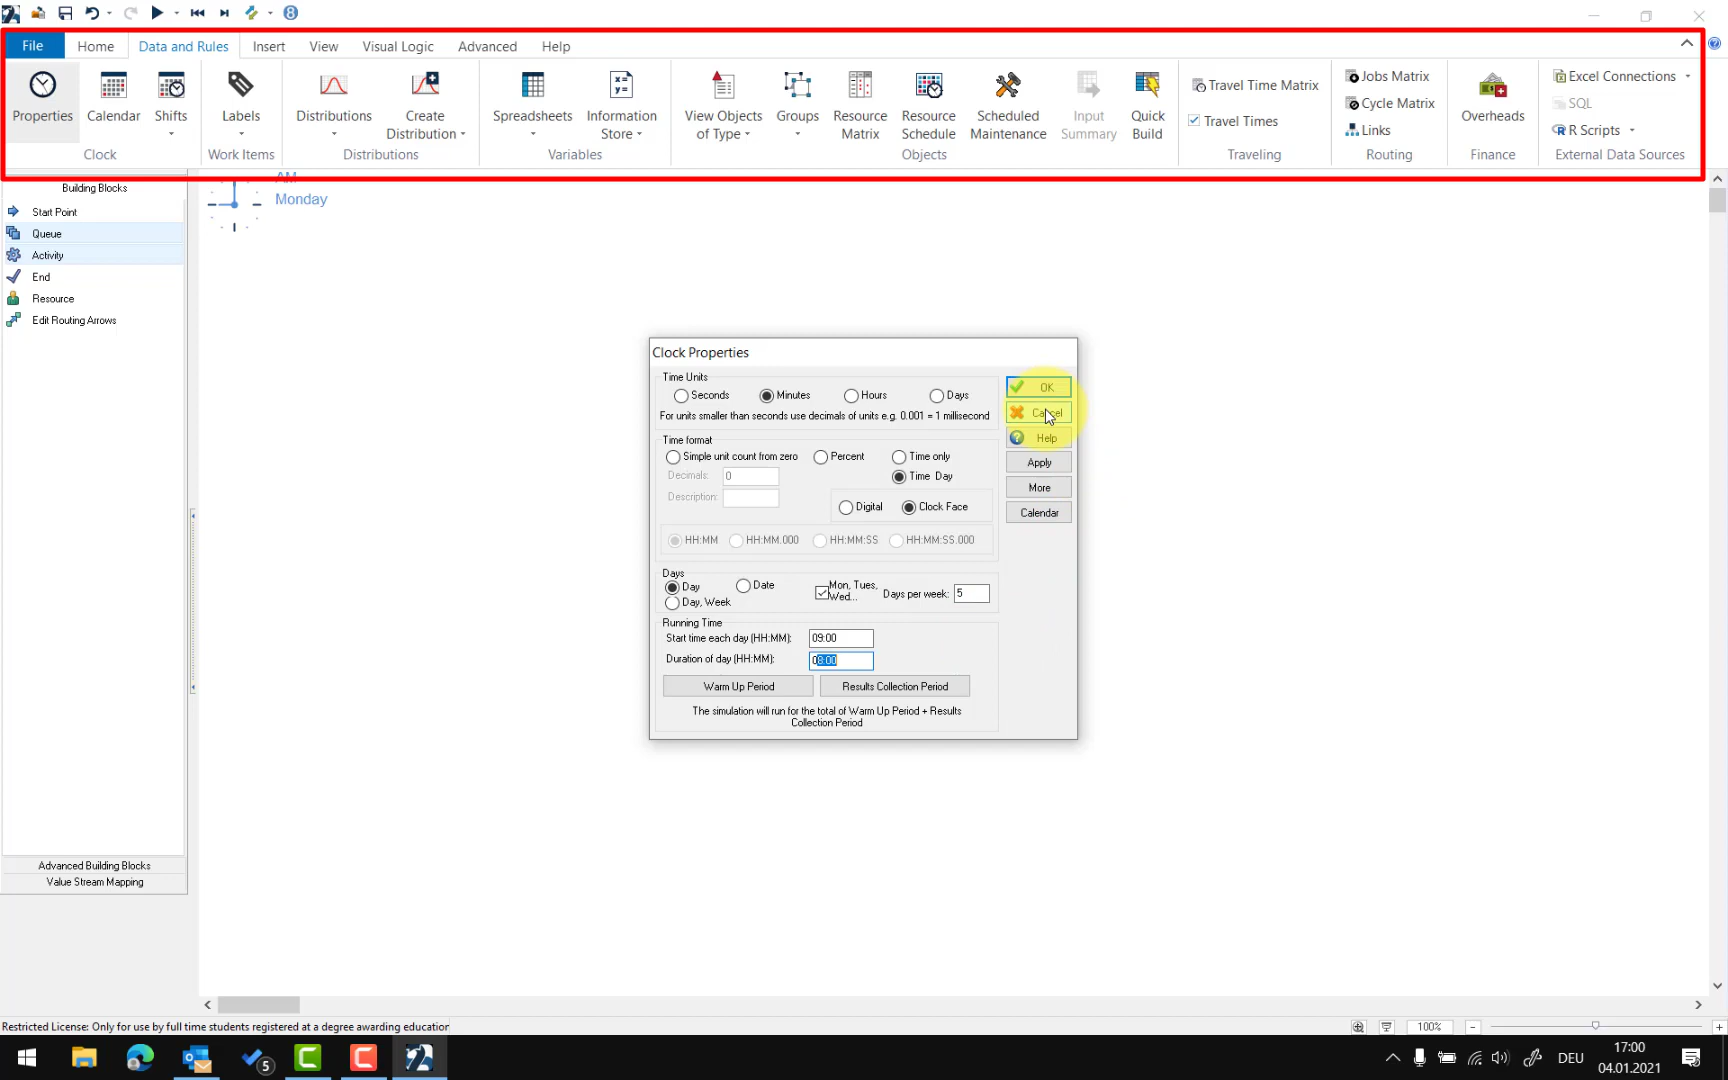 File Home Data and Rules Insert View Visual Logic Advanced Help
Properties Calendar Shifts
Clock
Labels
Work Items
Distributions Create Distribution
Distributions
Spreadsheets Information Store
Variables
View Objects of Type Groups Resource Matrix Resource Schedule Scheduled Maintenance Input Summary Quick Build
Objects
Travel Time Matrix
Travel Times
Traveling
Jobs Matrix
Cycle Matrix
Links
Routing
Overheads
Finance
Excel Connections
SQL
R Scripts
External Data Sources
Building Blocks
Start Point
Queue
Activity
End
Resource
Edit Routing Arrows
Advanced Building Blocks
Value Stream Mapping
AM
Monday
Clock Properties
Time Units
Seconds Minutes Hours Days
For units smaller than seconds use decimals of units e.g. 0.001 = 1 millisecond
Time format
Simple unit count from zero Percent Time only
Decimals: 0 Time Day
Description:
Digital Clock Face
HH:MM HH:MM.000 HH:MM:SS HH:MM:SS.000
Days
Day Date Mon, Tues, Wed... Days per week: 5
Day, Week
Running Time
Start time each day (HH:MM): 09:00
Duration of day (HH:MM): 08:00
Warm Up Period Results Collection Period
The simulation will run for the total of Warm Up Period + Results
Collection Period
OK
Cancel
Help
Apply
More
Calendar
Restricted License: Only for use by full time students registered at a degree awarding education
100%
5
DEU
17:00
04.01.2021